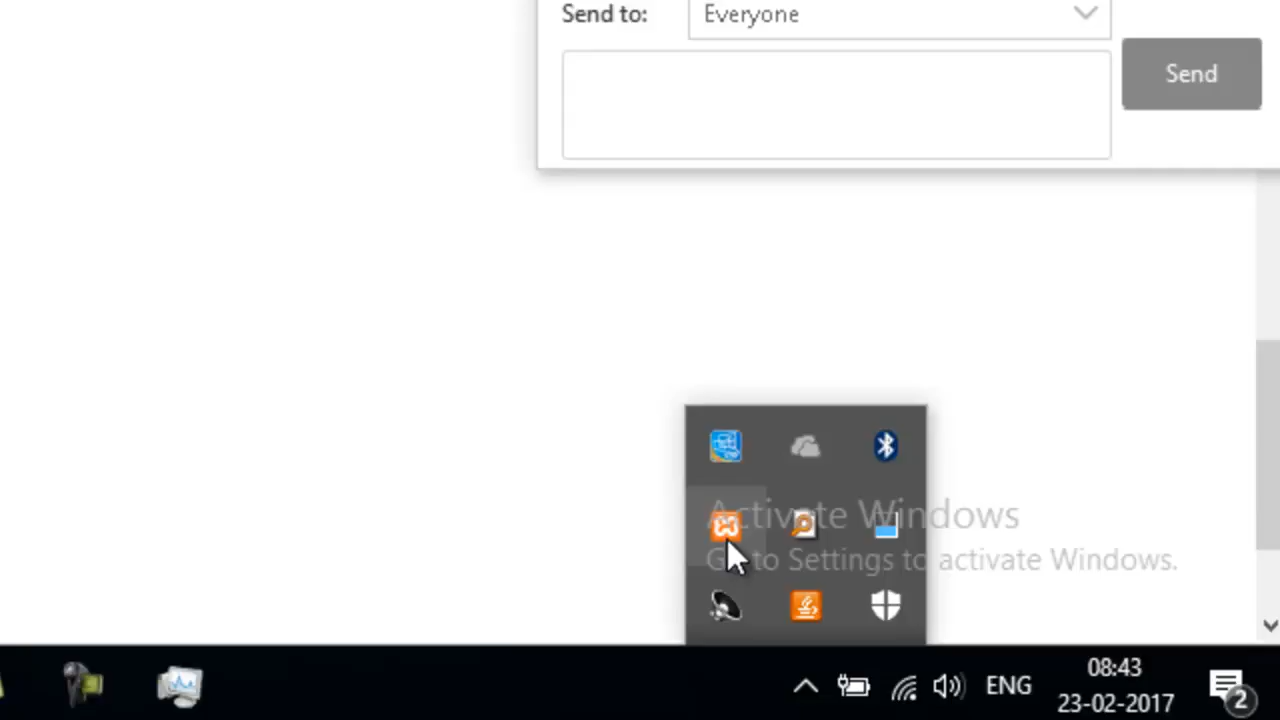 Send to:
Everyone
Send
Activate Windows
Go to Settings to activate Windows.
ENG
08:43
23-02-2017
2